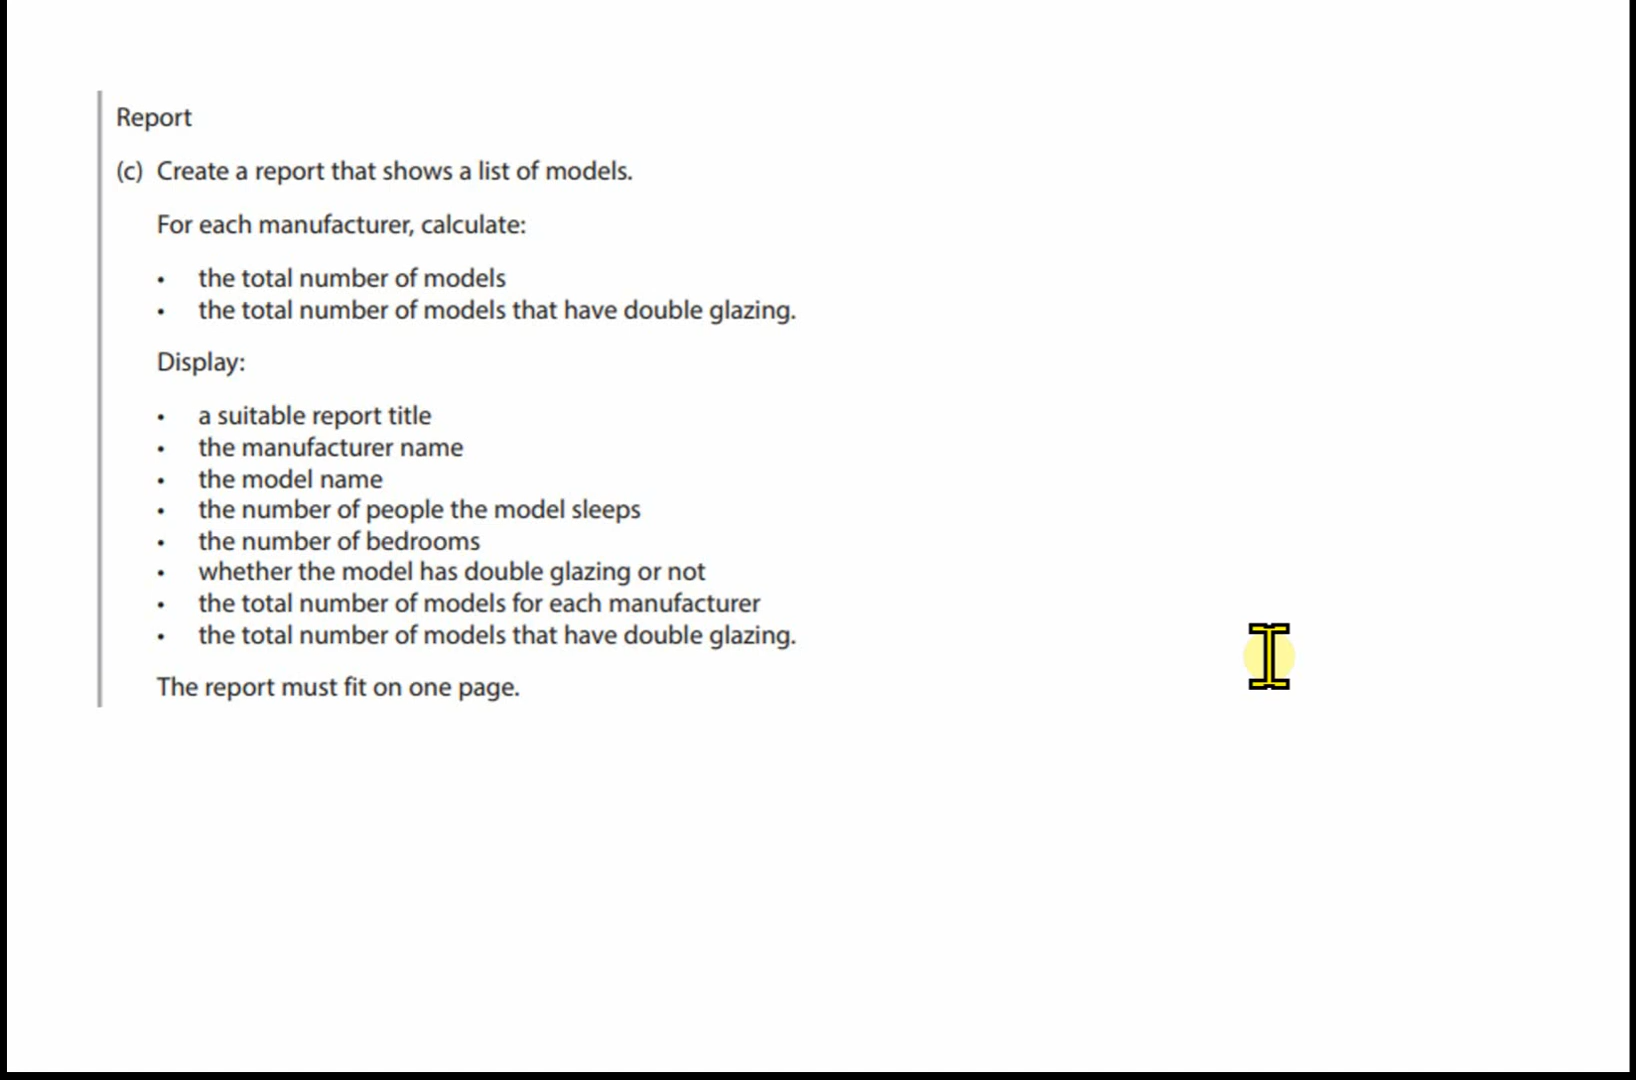 Report
(c) Create a report that shows a list of models.
For each manufacturer, calculate:
• the total number of models
• the total number of models that have double glazing.
Display:
• a suitable report title
• the manufacturer name
• the model name
• the number of people the model sleeps
• the number of bedrooms
• whether the model has double glazing or not
• the total number of models for each manufacturer
• the total number of models that have double glazing.
The report must fit on one page.